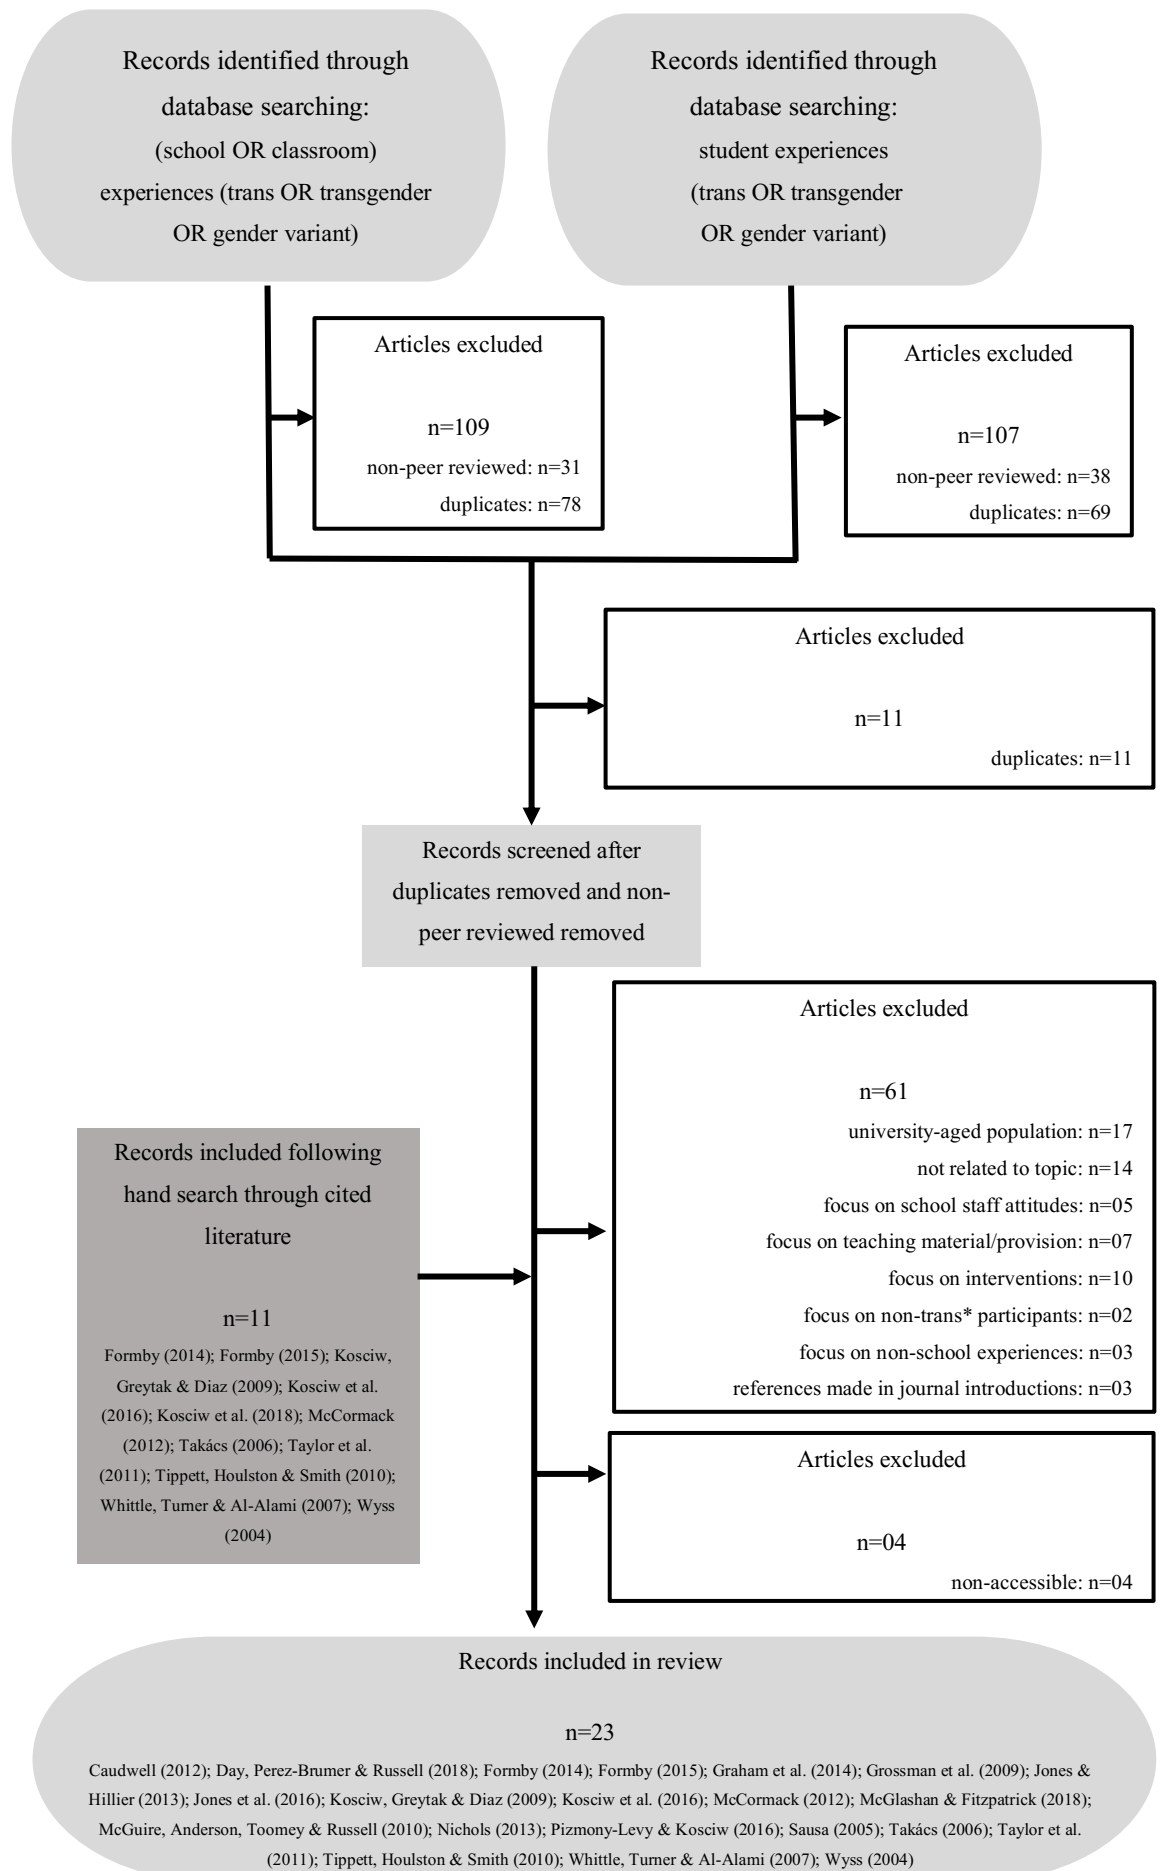 Records identified through
database searching:
(school OR classroom)
experiences (trans OR transgender
OR gender variant)
Records identified through
database searching:
student experiences
(trans OR transgender
OR gender variant)
Articles excluded
n=109
non-peer reviewed: n=31
duplicates: n=78
Articles excluded
n=107
non-peer reviewed: n=38
duplicates: n=69
Articles excluded
n=11
duplicates: n=11
Records screened after
duplicates removed and non-
peer reviewed removed
Articles excluded
n=61
university-aged population: n=17
not related to topic: n=14
focus on school staff attitudes: n=05
focus on teaching material/provision: n=07
focus on interventions: n=10
focus on non-trans* participants: n=02
focus on non-school experiences: n=03
references made in journal introductions: n=03
Records included following
hand search through cited
literature
n=11
Formby (2014); Formby (2015); Kosciw,
Greytak & Diaz (2009); Kosciw et al.
(2016); Kosciw et al. (2018); McCormack
(2012); Takács (2006); Taylor et al.
(2011); Tippett, Houlston & Smith (2010);
Whittle, Turner & Al-Alami (2007); Wyss
(2004)
Articles excluded
n=04
non-accessible: n=04
Records included in review
n=23
Caudwell (2012); Day, Perez-Brumer & Russell (2018); Formby (2014); Formby (2015); Graham et al. (2014); Grossman et al. (2009); Jones &
Hillier (2013); Jones et al. (2016); Kosciw, Greytak & Diaz (2009); Kosciw et al. (2016); McCormack (2012); McGlashan & Fitzpatrick (2018);
McGuire, Anderson, Toomey & Russell (2010); Nichols (2013); Pizmony-Levy & Kosciw (2016); Sausa (2005); Takács (2006); Taylor et al.
(2011); Tippett, Houlston & Smith (2010); Whittle, Turner & Al-Alami (2007); Wyss (2004)